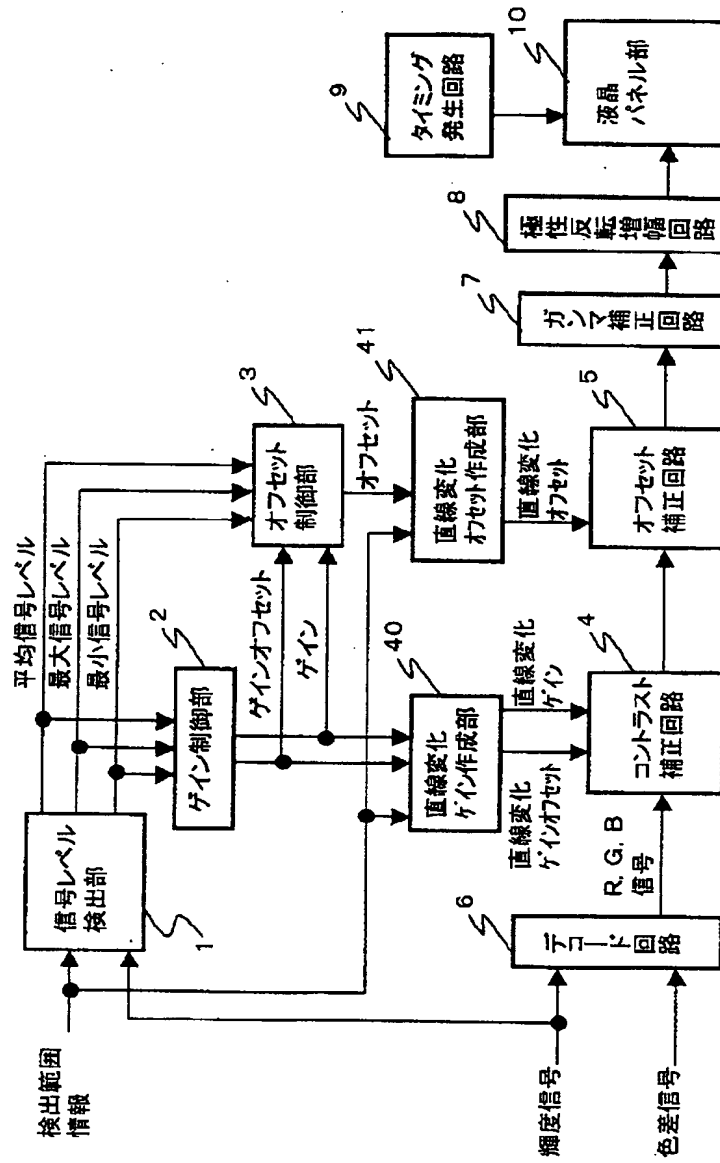 検出範囲
情報
輝度信号
色差信号
信号レベル
検出部
1
平均信号レベル
最大信号レベル
最小信号レベル
ゲイン制御部
2
ゲインオフセット
ゲイン
オフセット
制御部
3
オフセット
直線変化
ゲイン作成部
40
直線変化
ゲインオフセット
直線変化
ゲイン
直線変化
オフセット作成部
41
直線変化
オフセット
デコード回路
6
R, G, B
信号
コントラスト
補正回路
4
オフセット
補正回路
5
ガンマ補正回路
7
極性反転増幅回路
8
タイミング
発生回路
9
液晶
パネル部
10